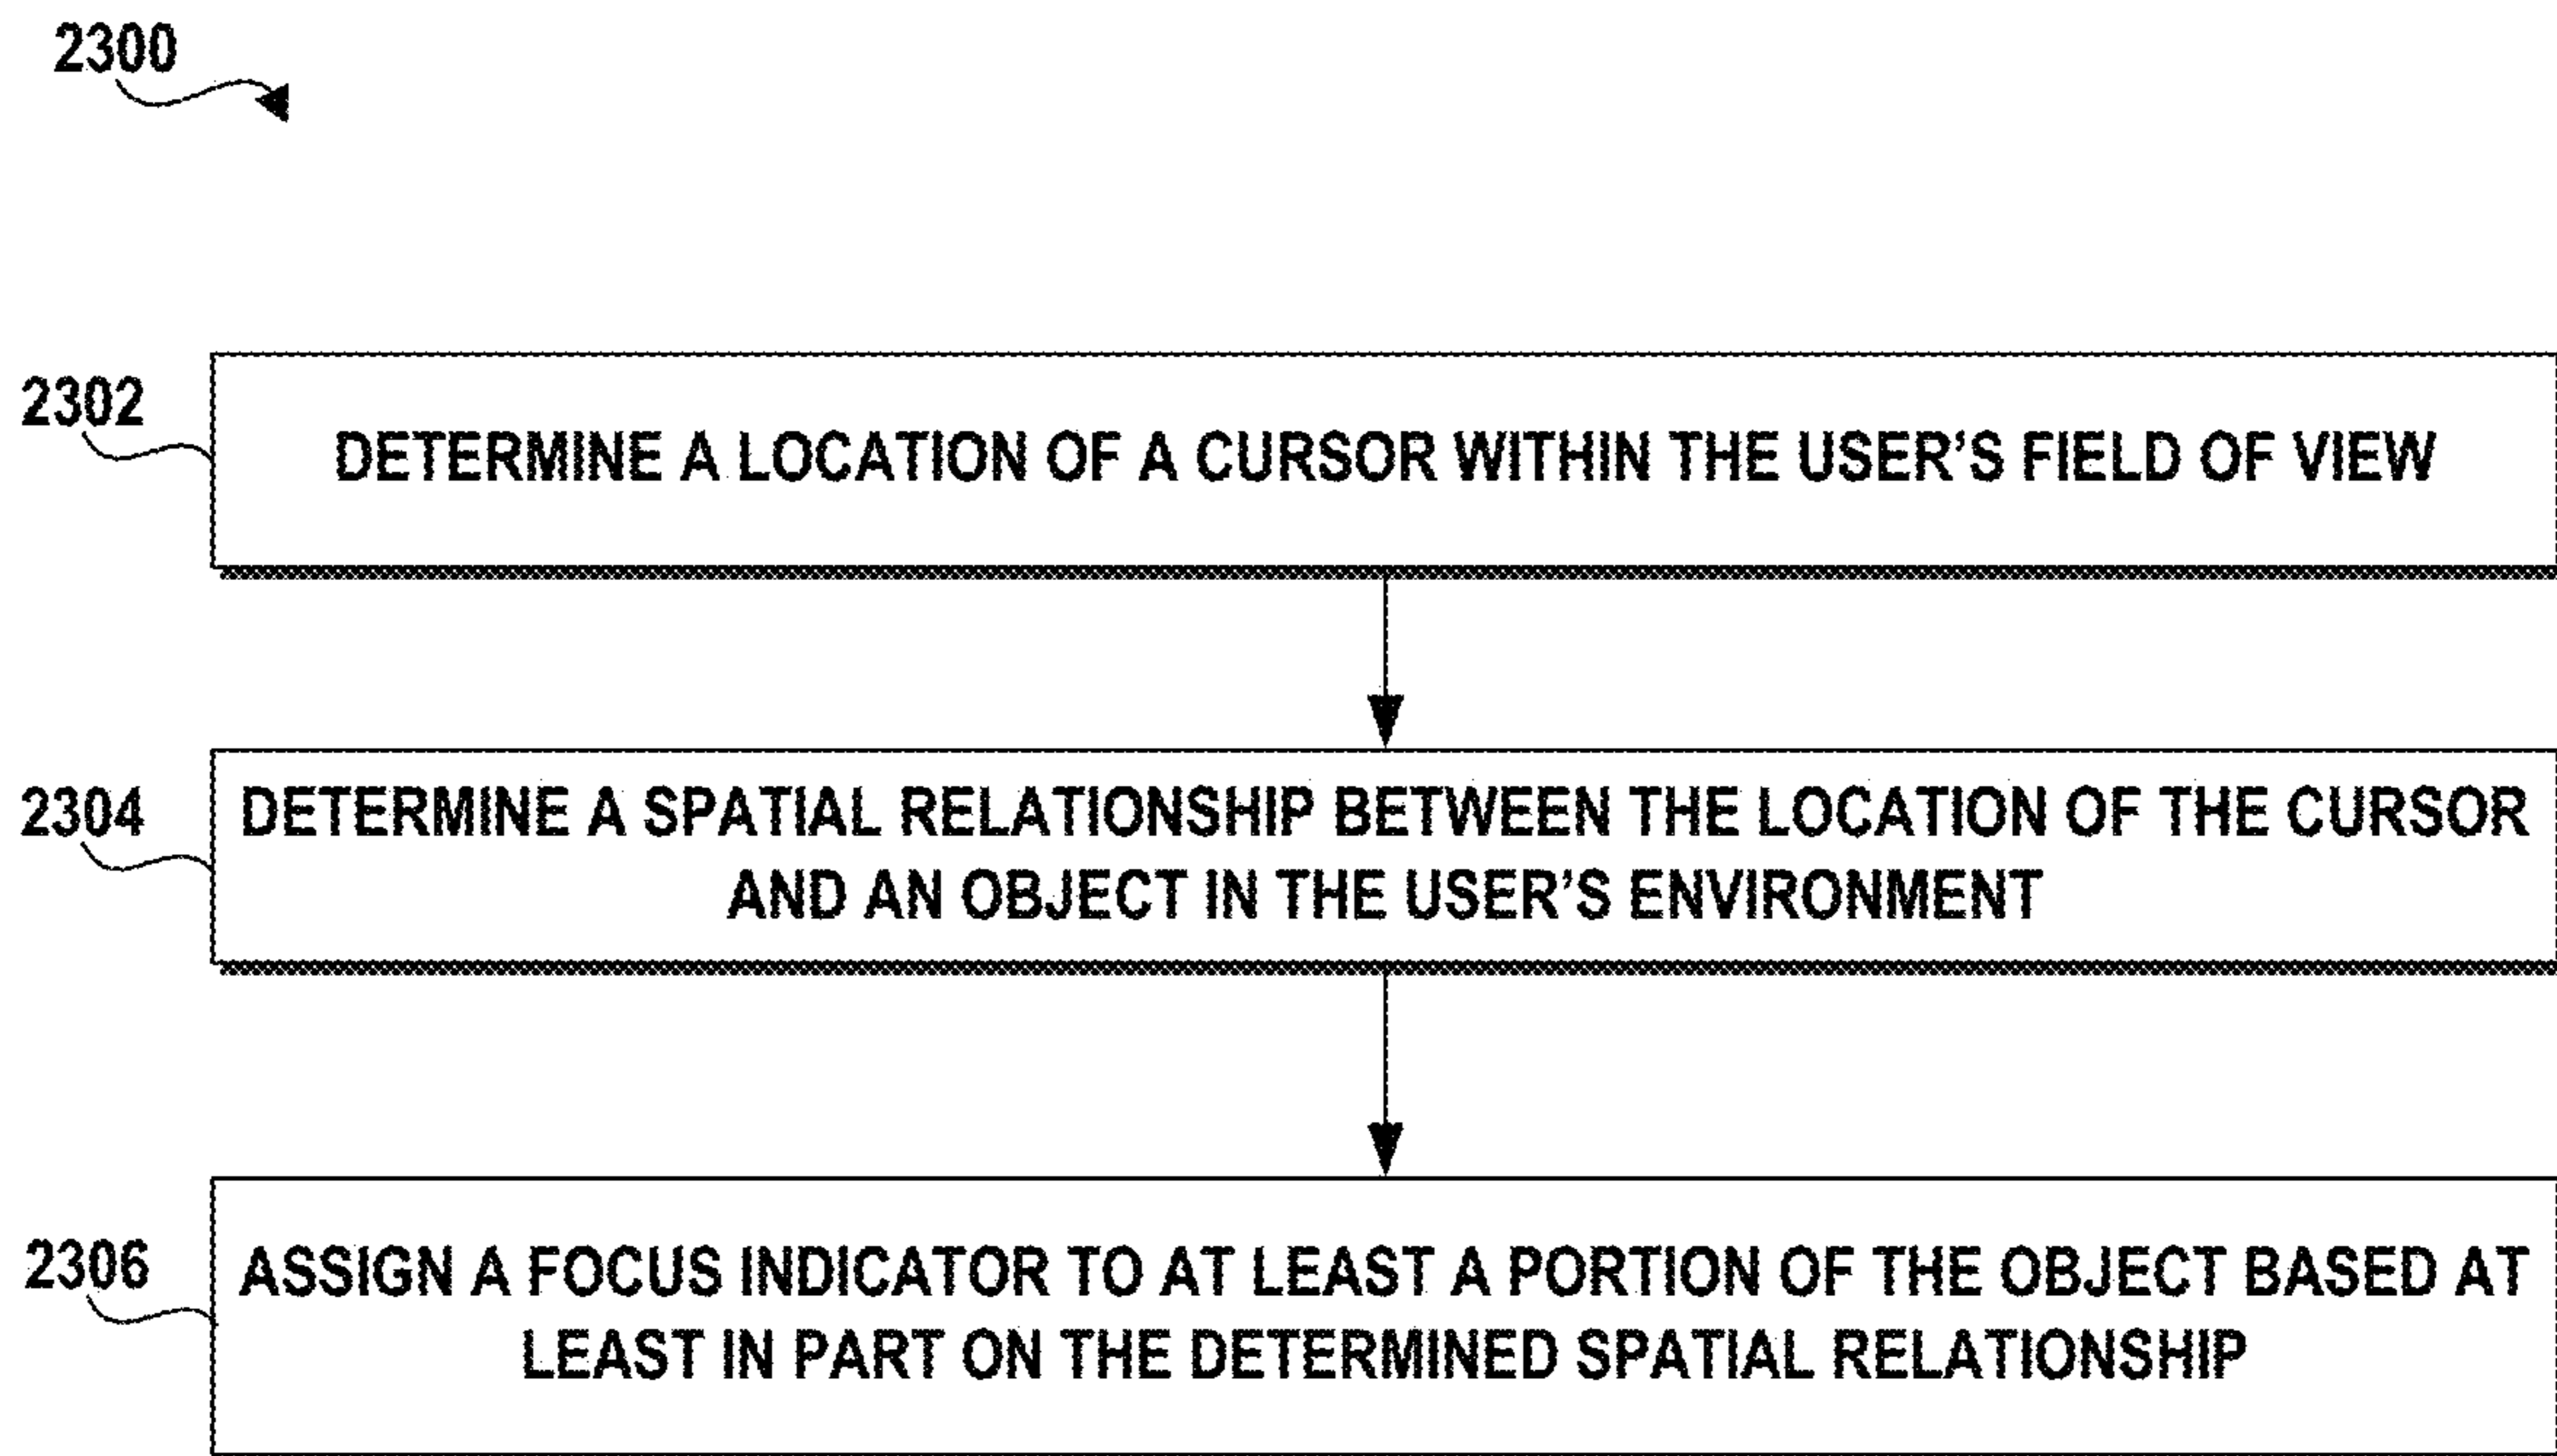 2300
2302
DETERMINE A LOCATION OF A CURSOR WITHIN THE USER'S FIELD OF VIEW
2304
DETERMINE A SPATIAL RELATIONSHIP BETWEEN THE LOCATION OF THE CURSOR
AND AN OBJECT IN THE USER'S ENVIRONMENT
2306
ASSIGN A FOCUS INDICATOR TO AT LEAST A PORTION OF THE OBJECT BASED AT
LEAST IN PART ON THE DETERMINED SPATIAL RELATIONSHIP